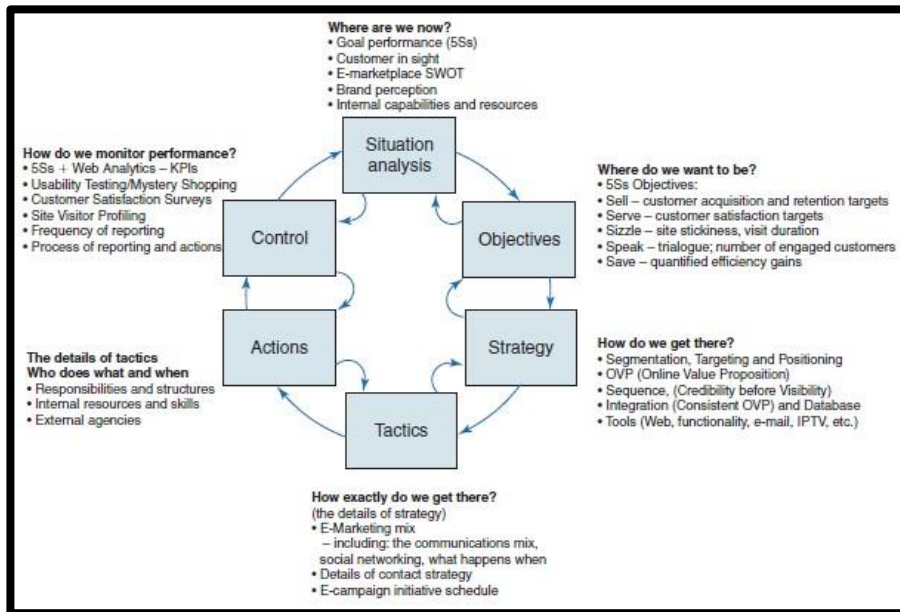 Where are we now?
• Goal performance (5Ss)
• Customer in sight
• E-marketplace SWOT
• Brand perception
• Internal capabilities and resources
Situation
analysis
How do we monitor performance?
• 5Ss + Web Analytics – KPIs
• Usability Testing/Mystery Shopping
• Customer Satisfaction Surveys
• Site Visitor Profiling
• Frequency of reporting
• Process of reporting and actions
Control
Where do we want to be?
• 5Ss Objectives:
• Sell – customer acquisition and retention targets
• Serve – customer satisfaction targets
• Sizzle – site stickiness, visit duration
• Speak – trialogue; number of engaged customers
• Save – quantified efficiency gains
Objectives
Actions
The details of tactics
Who does what and when
• Responsibilities and structures
• Internal resources and skills
• External agencies
Strategy
How do we get there?
• Segmentation, Targeting and Positioning
• OVP (Online Value Proposition)
• Sequence, (Credibility before Visibility)
• Integration (Consistent OVP) and Database
• Tools (Web, functionality, e-mail, IPTV, etc.)
Tactics
How exactly do we get there?
(the details of strategy)
• E-Marketing mix
– including: the communications mix,
social networking, what happens when
• Details of contact strategy
• E-campaign initiative schedule